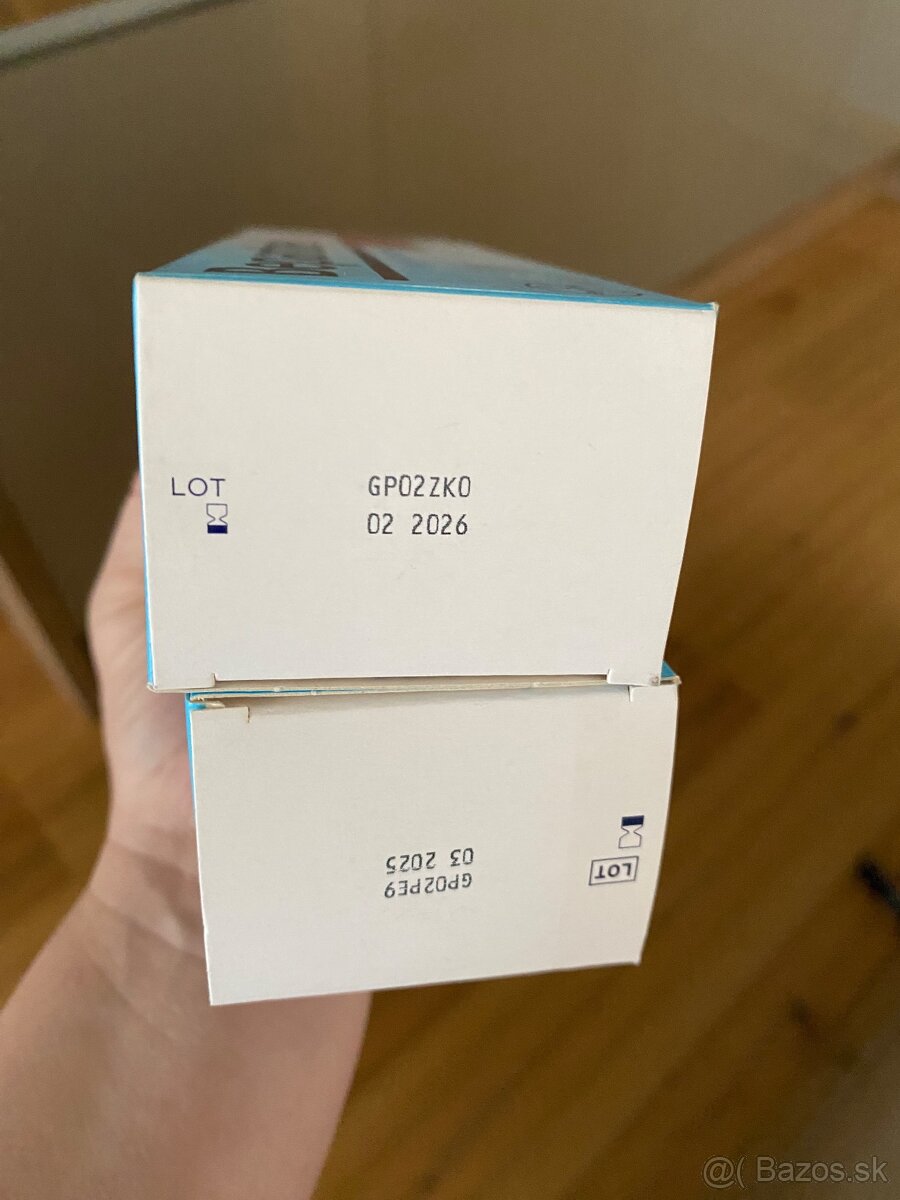 LOT
GP02ZK0
02 2026
LOT
GP02PE9
03 2025
@( Bazos.sk